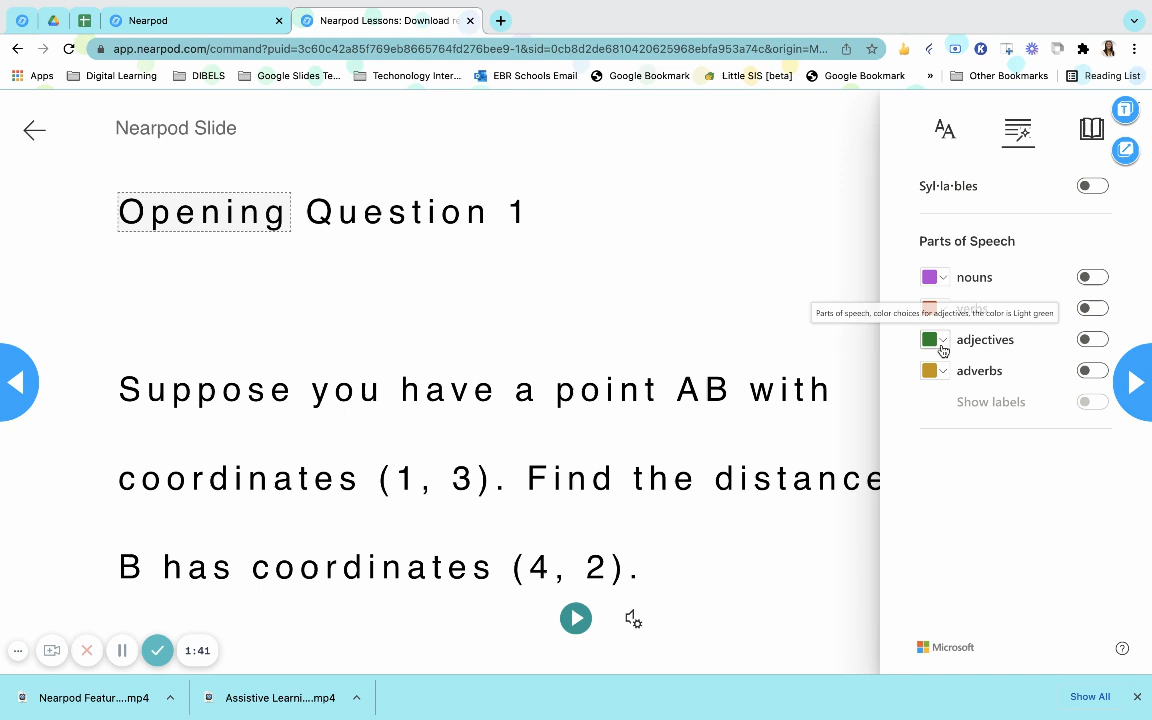 Nearpod
Nearpod Lessons: Download re
app.nearpod.com/command?puid=3c60c42a85f769eb8665764fd276bee9-1&sid=0cb8d2de6810420625968ebfa953a74c&origin=M...
Apps
Digital Learning
DIBELS
Google Slides Te...
Techonology Inter...
EBR Schools Email
Google Bookmark
Little SIS [beta]
Google Bookmark
»
Other Bookmarks
Reading List
Nearpod Slide
Opening Question 1
Suppose you have a point AB with
coordinates (1, 3). Find the distance
B has coordinates (4, 2).
Syl·la·bles
Parts of Speech
nouns
verbs
Parts of speech, color choices for adjectives, the color is Light green
adjectives
adverbs
Show labels
Microsoft
1:41
Nearpod Featur....mp4
Assistive Learni....mp4
Show All